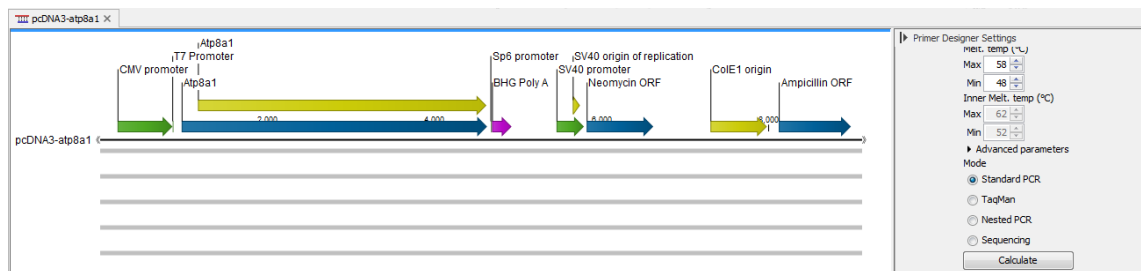 pcDNA3-atp8a1
Atp8a1
T7 Promoter
Sp6 promoter
SV40 origin of replication
CMV promoter
SV40 promoter
ColE1 origin
Atp8a1
BHG Poly A
Neomycin ORF
Ampicillin ORF
2,000
4,000
6,000
8,000
pcDNA3-atp8a1
Primer Designer Settings
Melt. temp (°C)
Max 58
Min 48
Inner Melt. temp (°C)
Max 62
Min 52
Advanced parameters
Mode
Standard PCR
TaqMan
Nested PCR
Sequencing
Calculate